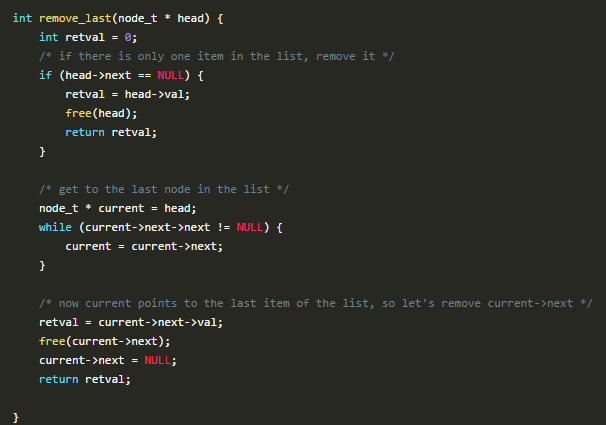 int remove_last(node_t * head) {
    int retval = 0;
    /* if there is only one item in the list, remove it */
    if (head->next == NULL) {
        retval = head->val;
        free(head);
        return retval;
    }

    /* get to the last node in the list */
    node_t * current = head;
    while (current->next->next != NULL) {
        current = current->next;
    }

    /* now current points to the last item of the list, so let's remove current->next */
    retval = current->next->val;
    free(current->next);
    current->next = NULL;
    return retval;

}